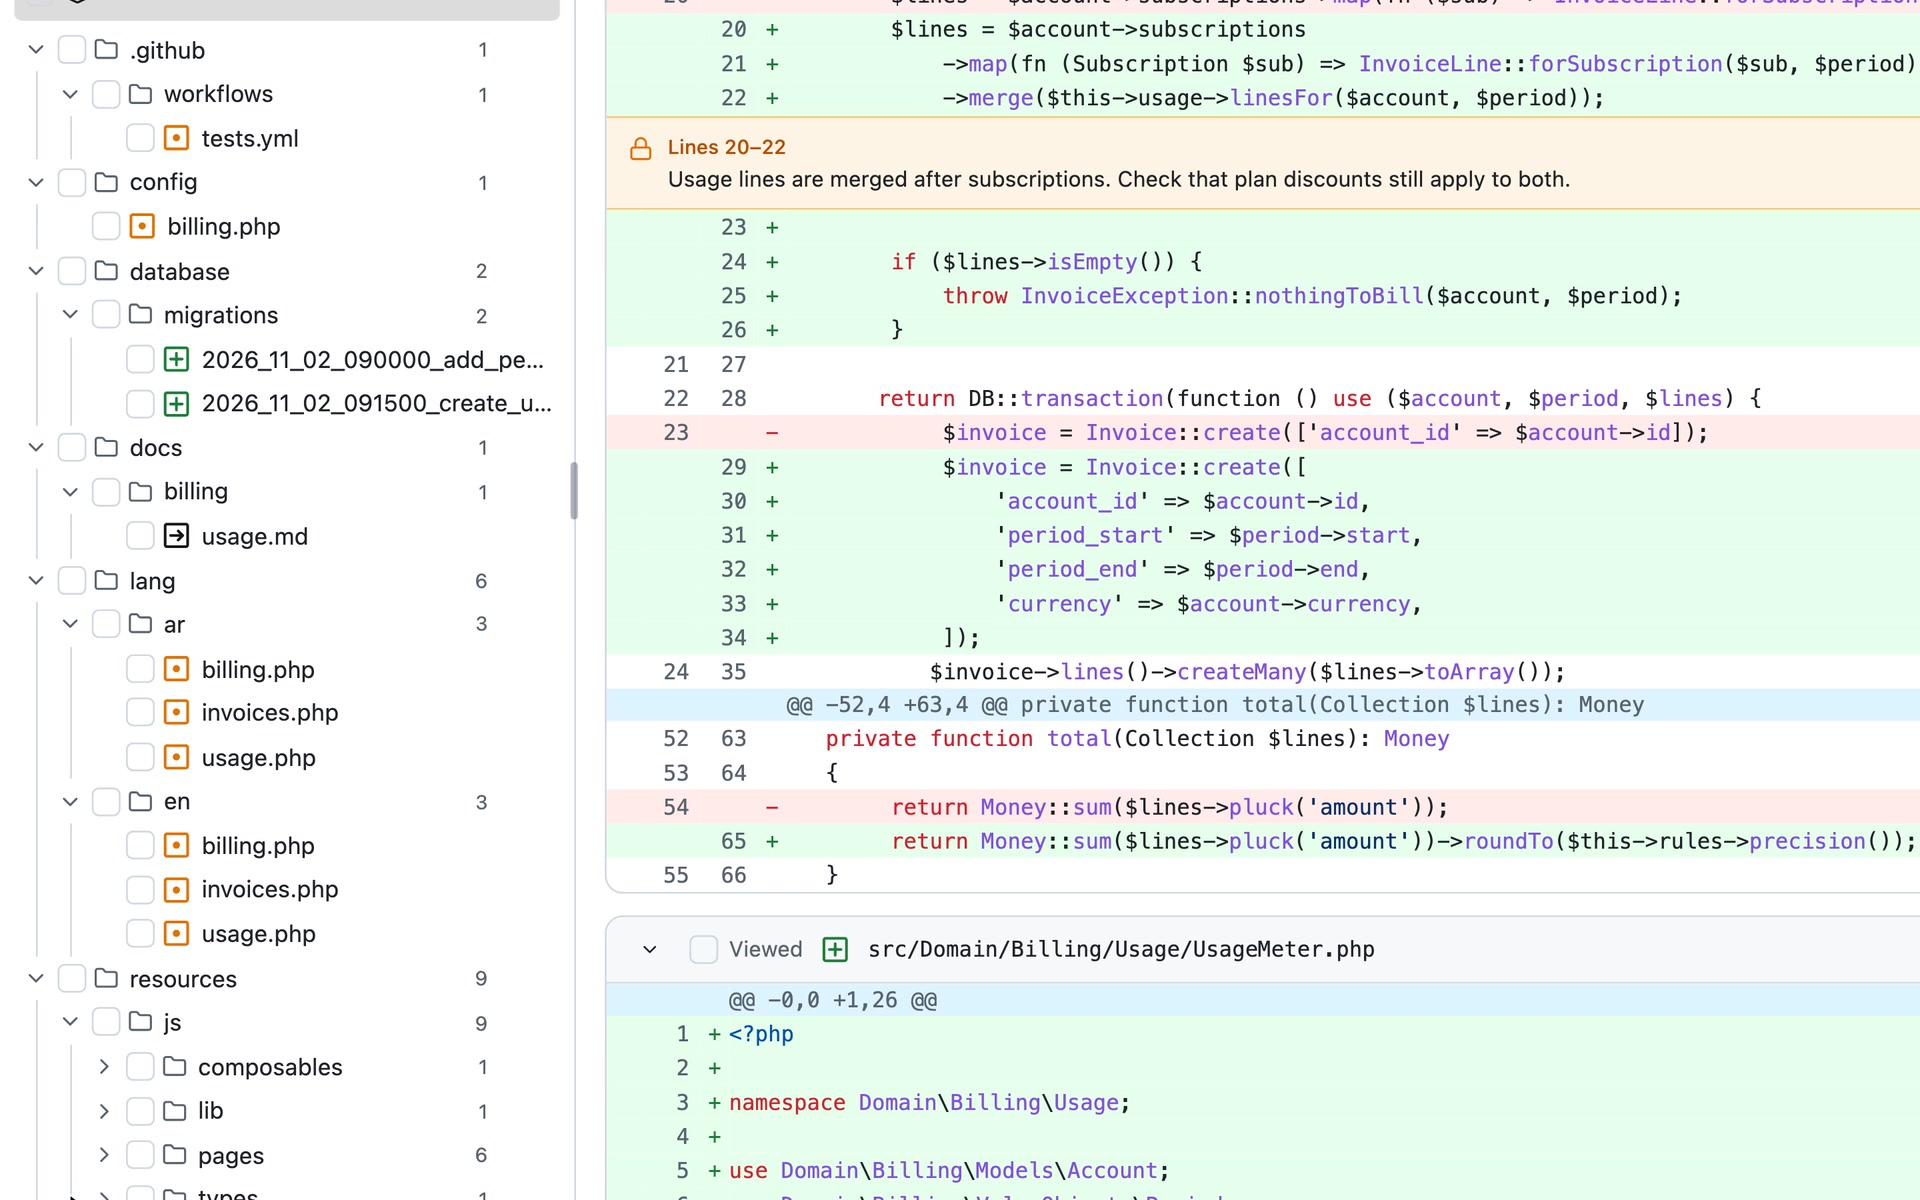 .github 1
workflows 1
tests.yml
config 1
billing.php
database 2
migrations 2
2026_11_02_090000_add_pe...
2026_11_02_091500_create_u...
docs 1
billing 1
usage.md
lang 6
ar 3
billing.php
invoices.php
usage.php
en 3
billing.php
invoices.php
usage.php
resources 9
js 9
composables 1
lib 1
pages 6
types 1
20 + $lines = $account->subscriptions
21 + ->map(fn (Subscription $sub) => InvoiceLine::forSubscription($sub, $period)
22 + ->merge($this->usage->linesFor($account, $period));
Lines 20–22
Usage lines are merged after subscriptions. Check that plan discounts still apply to both.
23 +
24 + if ($lines->isEmpty()) {
25 + throw InvoiceException::nothingToBill($account, $period);
26 + }
21 27
22 28 return DB::transaction(function () use ($account, $period, $lines) {
23 - $invoice = Invoice::create(['account_id' => $account->id]);
29 + $invoice = Invoice::create([
30 + 'account_id' => $account->id,
31 + 'period_start' => $period->start,
32 + 'period_end' => $period->end,
33 + 'currency' => $account->currency,
34 + ]);
24 35 $invoice->lines()->createMany($lines->toArray());
@@ -52,4 +63,4 @@ private function total(Collection $lines): Money
52 63 private function total(Collection $lines): Money
53 64 {
54 - return Money::sum($lines->pluck('amount'));
65 + return Money::sum($lines->pluck('amount'))->roundTo($this->rules->precision());
55 66 }
Viewed src/Domain/Billing/Usage/UsageMeter.php
@@ -0,0 +1,26 @@
1 + <?php
2 +
3 + namespace Domain\Billing\Usage;
4 +
5 + use Domain\Billing\Models\Account;